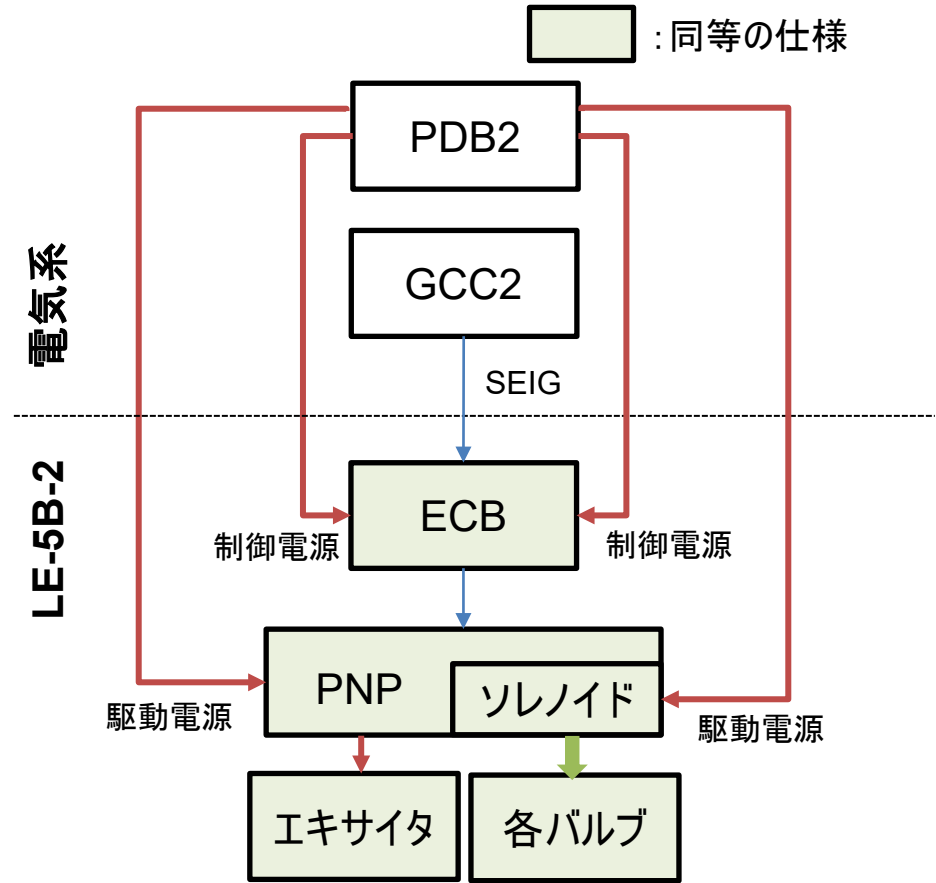 :同等の仕様
PDB2
GCC2
電気系
SEIG
LE-5B-2
ECB
制御電源
制御電源
PNP
ソレノイド
駆動電源
駆動電源
エキサイタ
各バルブ